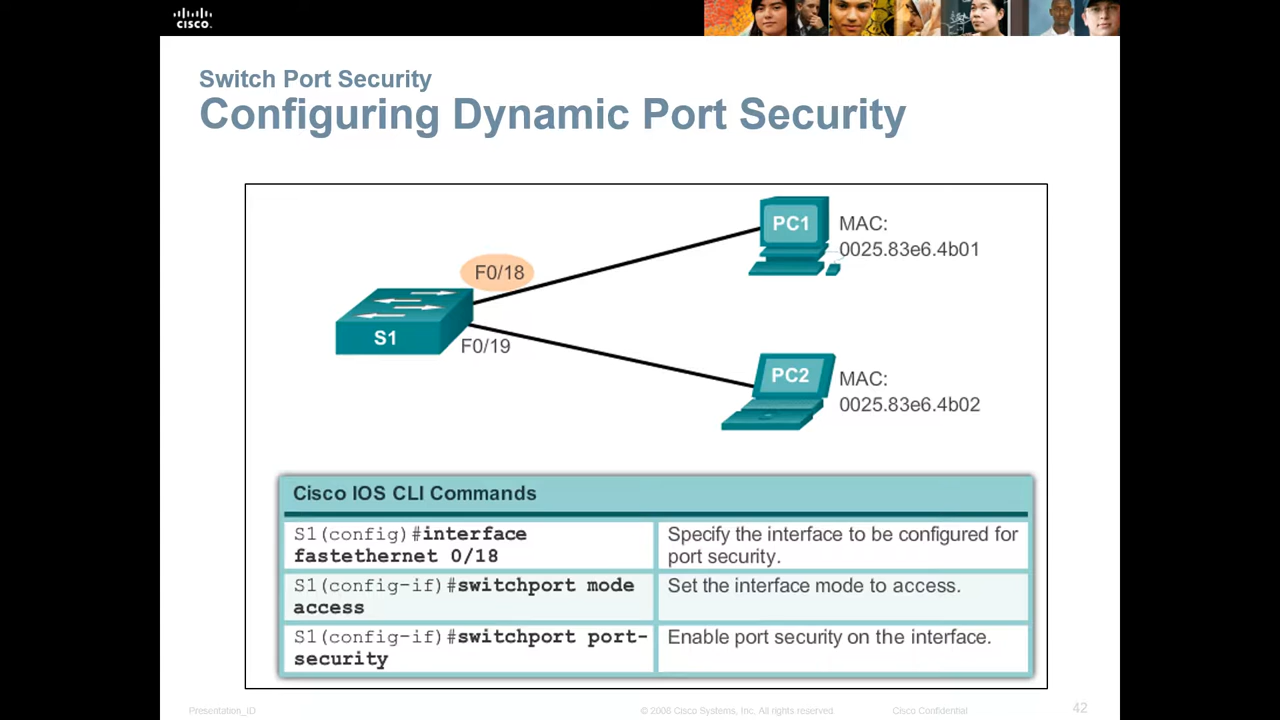 CISCO.
Switch Port Security
Configuring Dynamic Port Security
PC1
MAC:
0025.83e6.4b01
F0/18
S1
F0/19
PC2
MAC:
0025.83e6.4b02
Cisco IOS CLI Commands
S1(config)#interface
fastethernet 0/18
Specify the interface to be configured for
port security.
S1(config-if)#switchport mode
access
Set the interface mode to access.
S1(config-if)#switchport port-
security
Enable port security on the interface.
Presentation_ID
© 2008 Cisco Systems, Inc. All rights reserved
Cisco Confidential
42